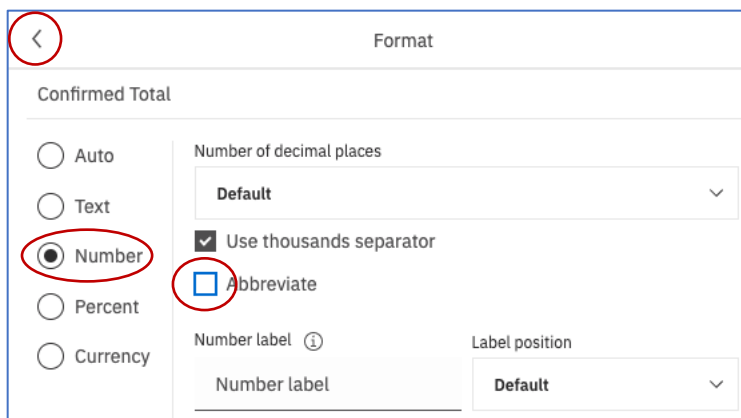 Format
Confirmed Total
Auto
Text
Number
Percent
Currency
Number of decimal places
Default
Use thousands separator
Abbreviate
Number label
Label position
Number label
Default